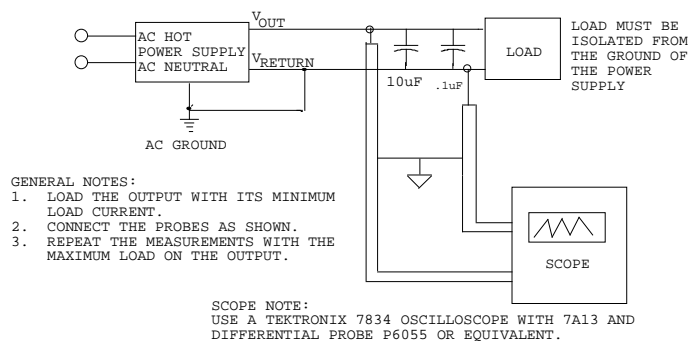 V OUT
AC HOT
POWER SUPPLY
AC NEUTRAL
V RETURN
AC GROUND
10uF
.1uF
LOAD
LOAD MUST BE
ISOLATED FROM
THE GROUND OF
THE POWER
SUPPLY
GENERAL NOTES:
1. LOAD THE OUTPUT WITH ITS MINIMUM
LOAD CURRENT.
2. CONNECT THE PROBES AS SHOWN.
3. REPEAT THE MEASUREMENTS WITH THE
MAXIMUM LOAD ON THE OUTPUT.
SCOPE
SCOPE NOTE:
USE A TEKTRONIX 7834 OSCILLOSCOPE WITH 7A13 AND
DIFFERENTIAL PROBE P6055 OR EQUIVALENT.